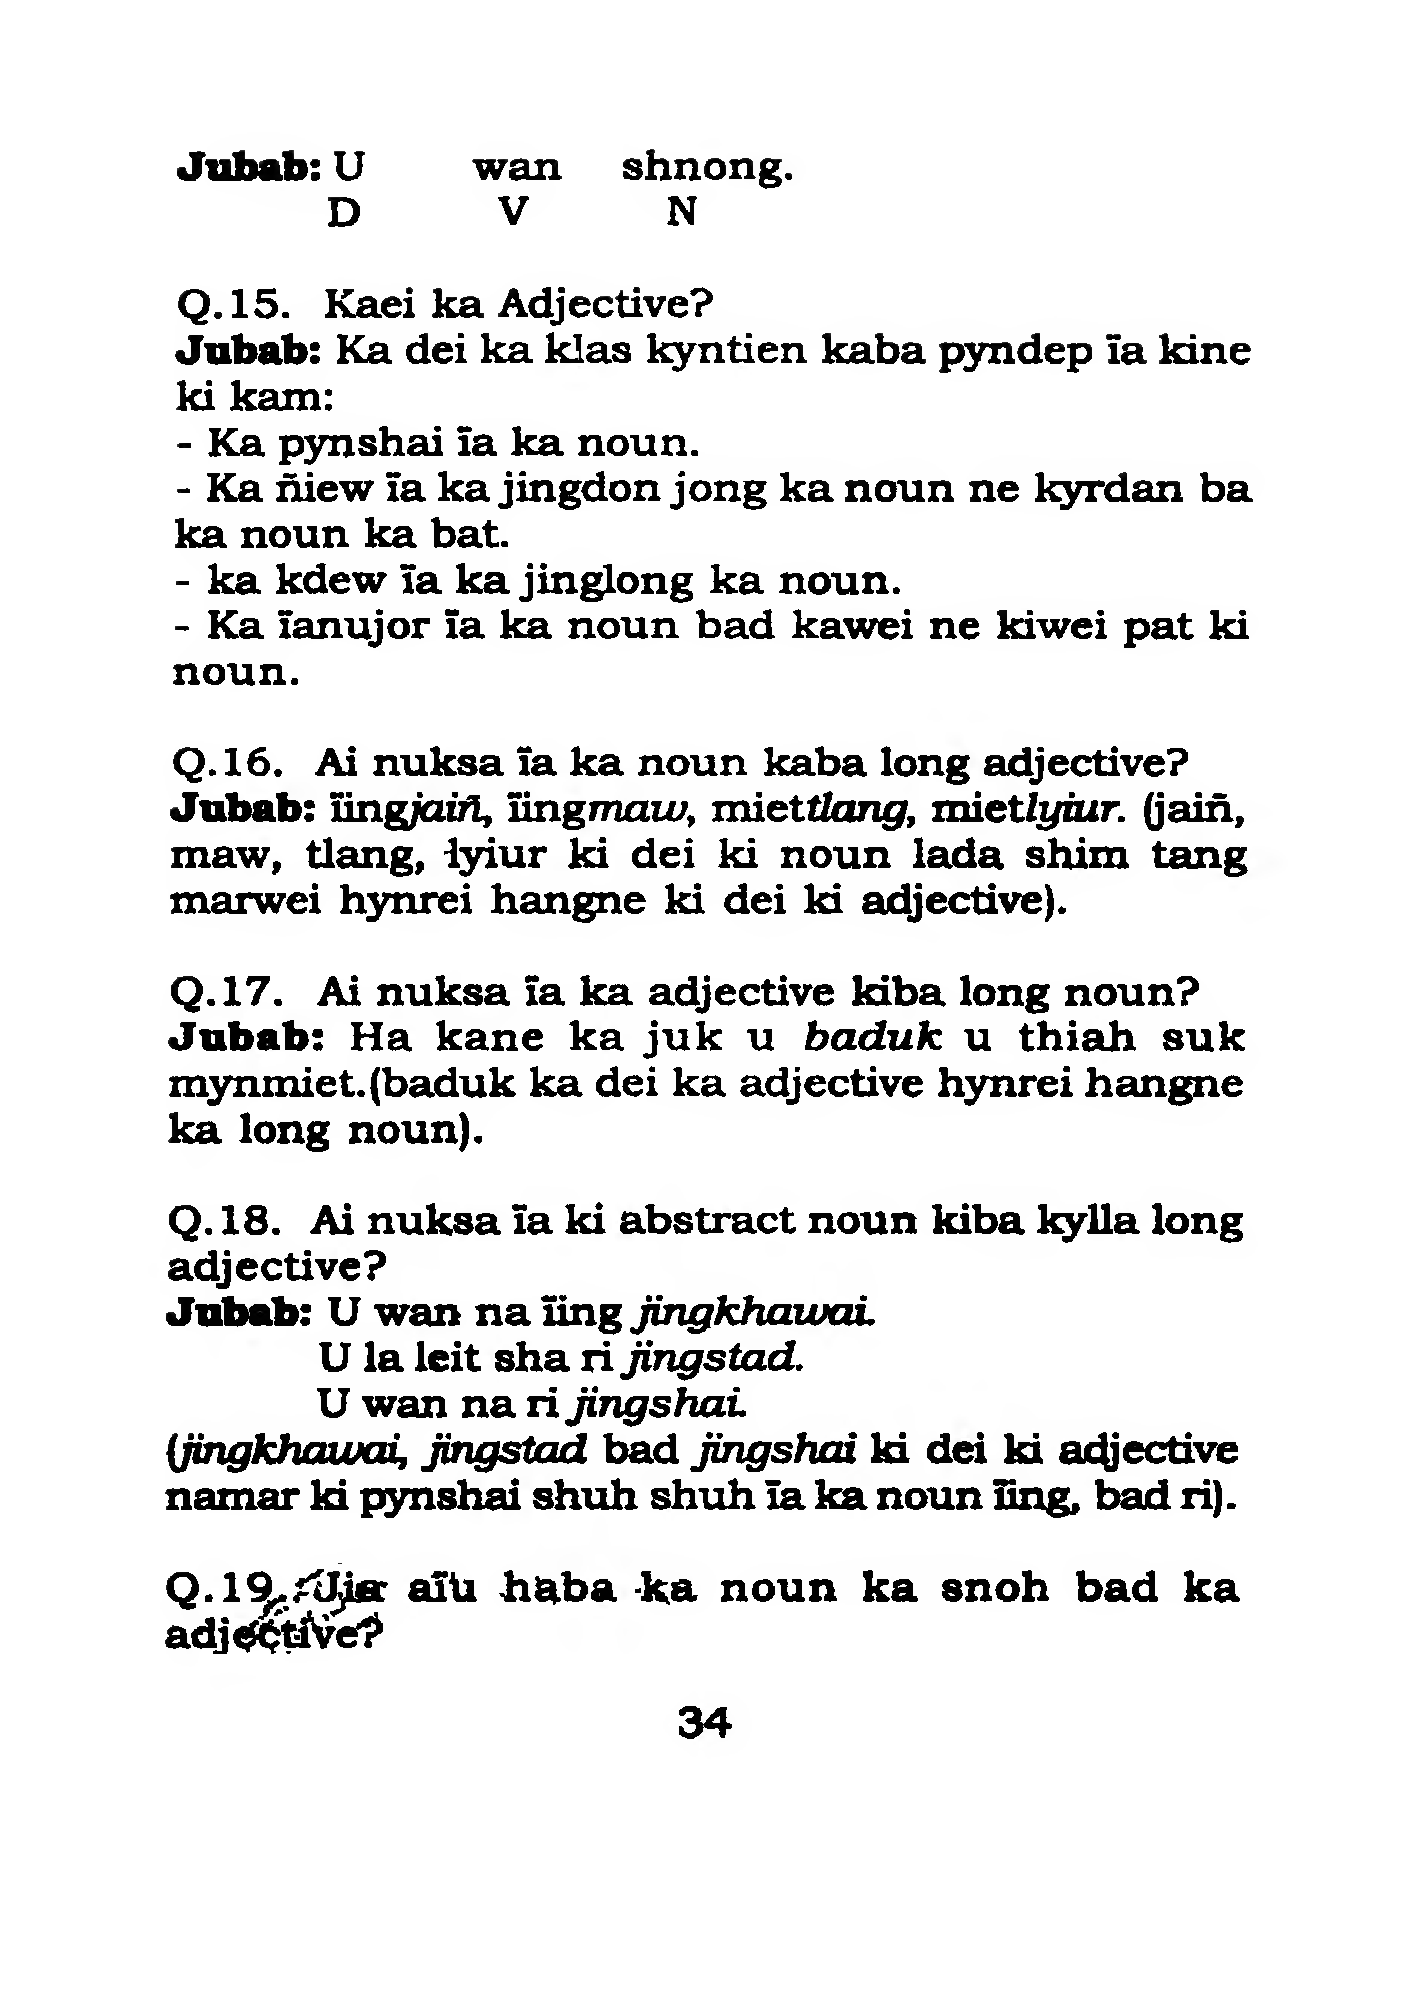 Jubab: U wan shnong.
D V N
Q.15. Kaei ka Adjective?
Jubab: Ka dei ka klas kyntien kaba pyndep ïa kine
ki kam:
- Ka pynshai ïa ka noun.
- Ka ñiew ïa ka jingdon jong ka noun ne kyrdan ba
ka noun ka bat.
- ka kdew ïa ka jinglong ka noun.
- Ka ïanujor ïa ka noun bad kawei ne kiwei pat ki
noun.
Q.16. Ai nuksa ïa ka noun kaba long adjective?
Jubab: ïingjaiñ, ïingmaw, miettlang, mietlyiur. (jaiñ,
maw, tlang, lyiur ki dei ki noun lada shim tang
marwei hynrei hangne ki dei ki adjective).
Q.17. Ai nuksa ïa ka adjective kiba long noun?
Jubab: Ha kane ka juk u baduk u thiah suk
mynmiet.(baduk ka dei ka adjective hynrei hangne
ka long noun).
Q.18. Ai nuksa ïa ki abstract noun kiba kylla long
adjective?
Jubab: U wan na ïing jingkhawai.
U la leit sha ri jingstad.
U wan na ri jingshai.
(jingkhawai, jingstad bad jingshai ki dei ki adjective
namar ki pynshai shuh shuh ïa ka noun ïing, bad ri).
Q.19. Jia aïu haba ka noun ka snoh bad ka
adjective?
34